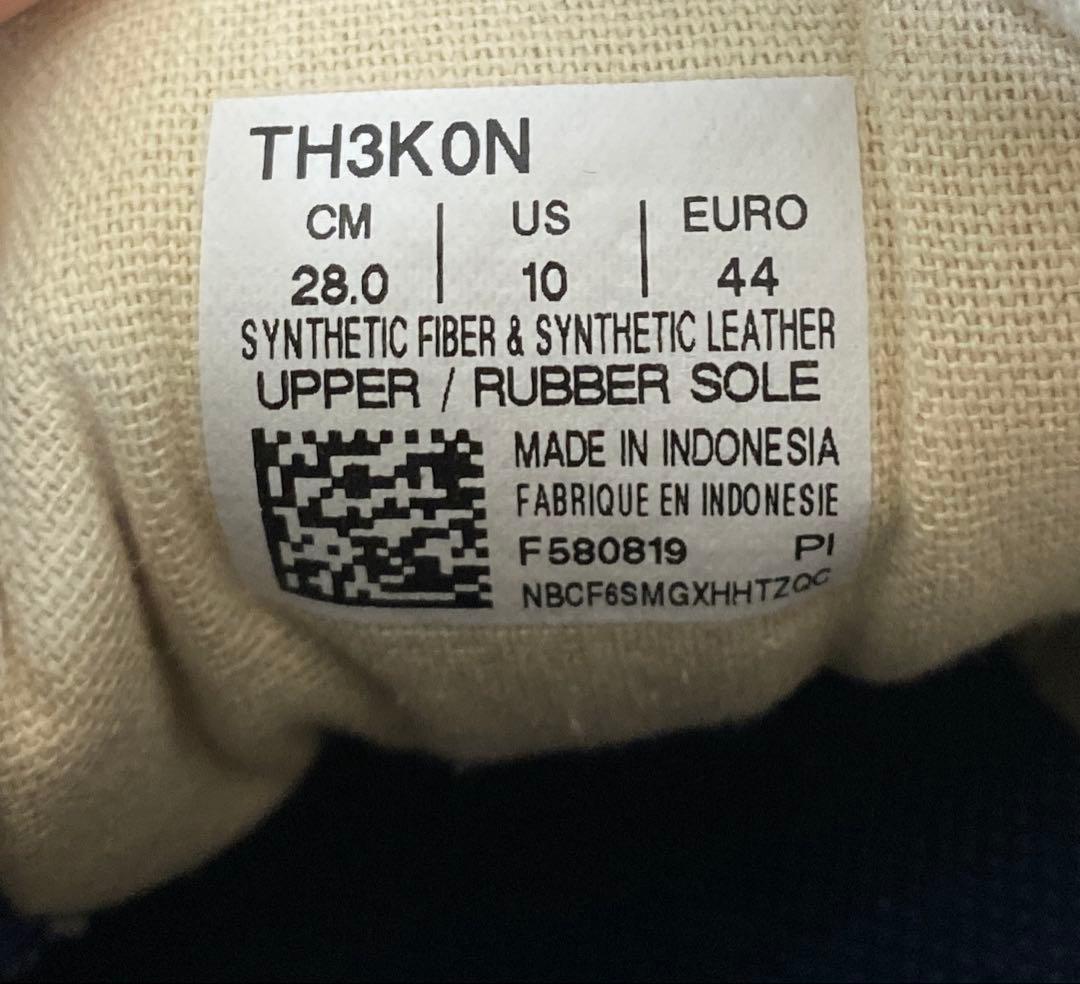 TH3K0N
CM | US | EURO
28.0 | 10 | 44
SYNTHETIC FIBER & SYNTHETIC LEATHER
UPPER / RUBBER SOLE
MADE IN INDONESIA
FABRIQUE EN INDONESIE
F580819 PI
NBCF6SMGXHHTZQC